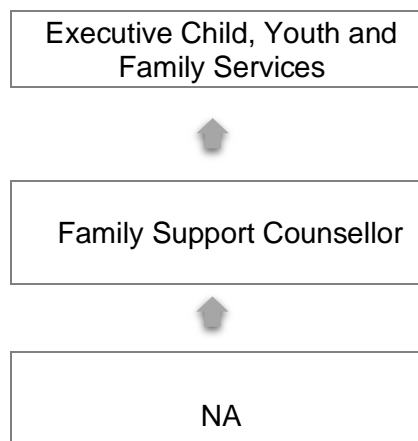 Executive Child, Youth and
Family Services
Family Support Counsellor
NA